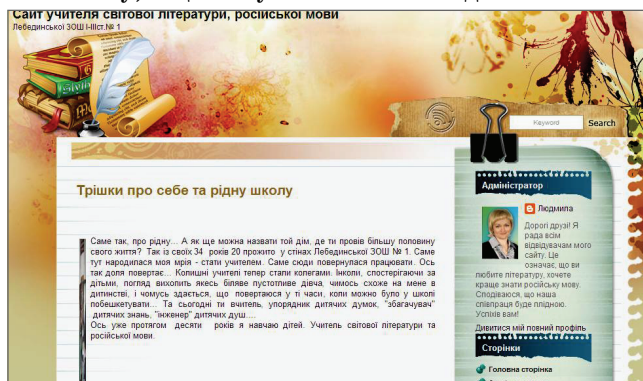 Сайт учителя світової літератури, російської мови
Лебединської ЗОШ І-ІІІст.№ 1
Keyword Search
Трішки про себе та рідну школу
Саме так, про рідну... А як ще можна назвати той дім, де ти провів більшу половину
свого життя? Так із своїх 34 років 20 прожито у стінах Лебединської ЗОШ № 1. Саме
тут народилася моя мрія - стати учителем. Саме сюди повернулася працювати. Ось
так доля повертає... Колишні учителі тепер стали колегами. Інколи, спостерігаючи за
дітьми, погляд вихопить якесь біляве пустотливе дівча, чимось схоже на мене в
дитинстві, і чомусь здається, що повертаюся у ті часи, коли можно було у школі
побешкетувати... Та сьогодні ти вчитель, упорядник дитячих думок, "збагачувач"
дитячих знань, "інженер" дитячих душ....
Ось уже протягом десяти років я навчаю дітей. Учитель світової літератури та
російської мови.
Адміністратор
Людмила
Дорогі друзі! Я
рада всім
відвідувачам мого
сайту. Це
означає, що ви
любите літературу, хочете
краще знати російську мову.
Сподіваюся, що наша
співпраця буде плідною.
Успіхів вам!
Дивитися мій повний профіль
Сторінки
Головна сторінка